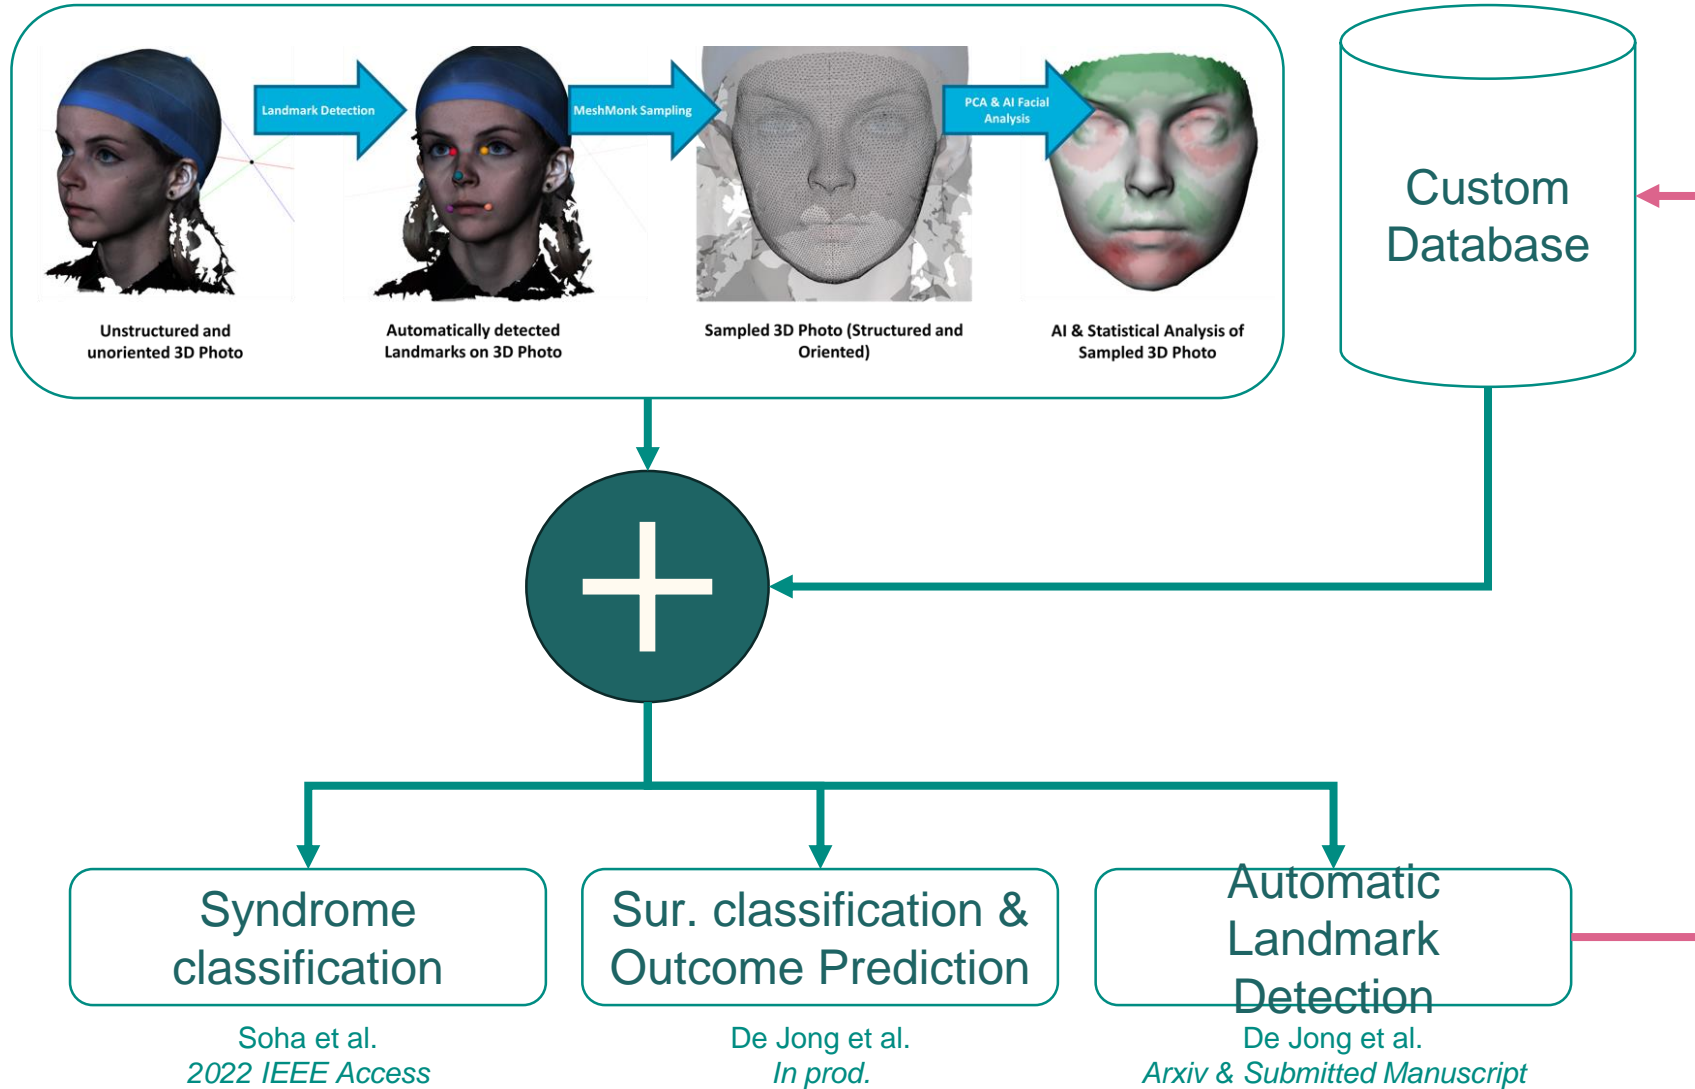 Landmark Detection
MeshMonk Sampling
PCA & AI Facial
Analysis
Unstructured and
unoriented 3D Photo
Automatically detected
Landmarks on 3D Photo
Sampled 3D Photo (Structured and
Oriented)
AI & Statistical Analysis of
Sampled 3D Photo
Custom
Database
Syndrome
classification
Sur. classification &
Outcome Prediction
Automatic
Landmark
Detection
Soha et al.
2022 IEEE Access
De Jong et al.
In prod.
De Jong et al.
Arxiv & Submitted Manuscript